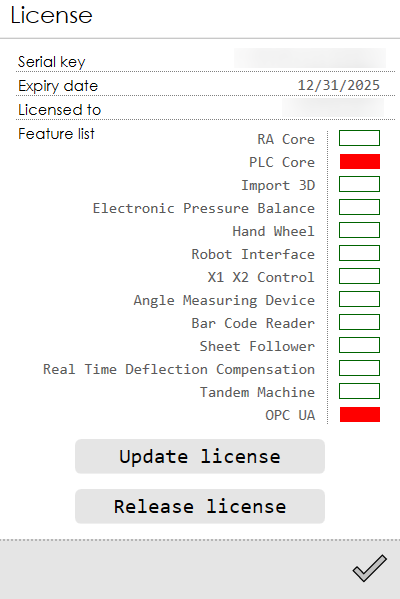 License
Serial key
Expiry date 12/31/2025
Licensed to
Feature list
RA Core
PLC Core
Import 3D
Electronic Pressure Balance
Hand Wheel
Robot Interface
X1 X2 Control
Angle Measuring Device
Bar Code Reader
Sheet Follower
Real Time Deflection Compensation
Tandem Machine
OPC UA
Update license
Release license